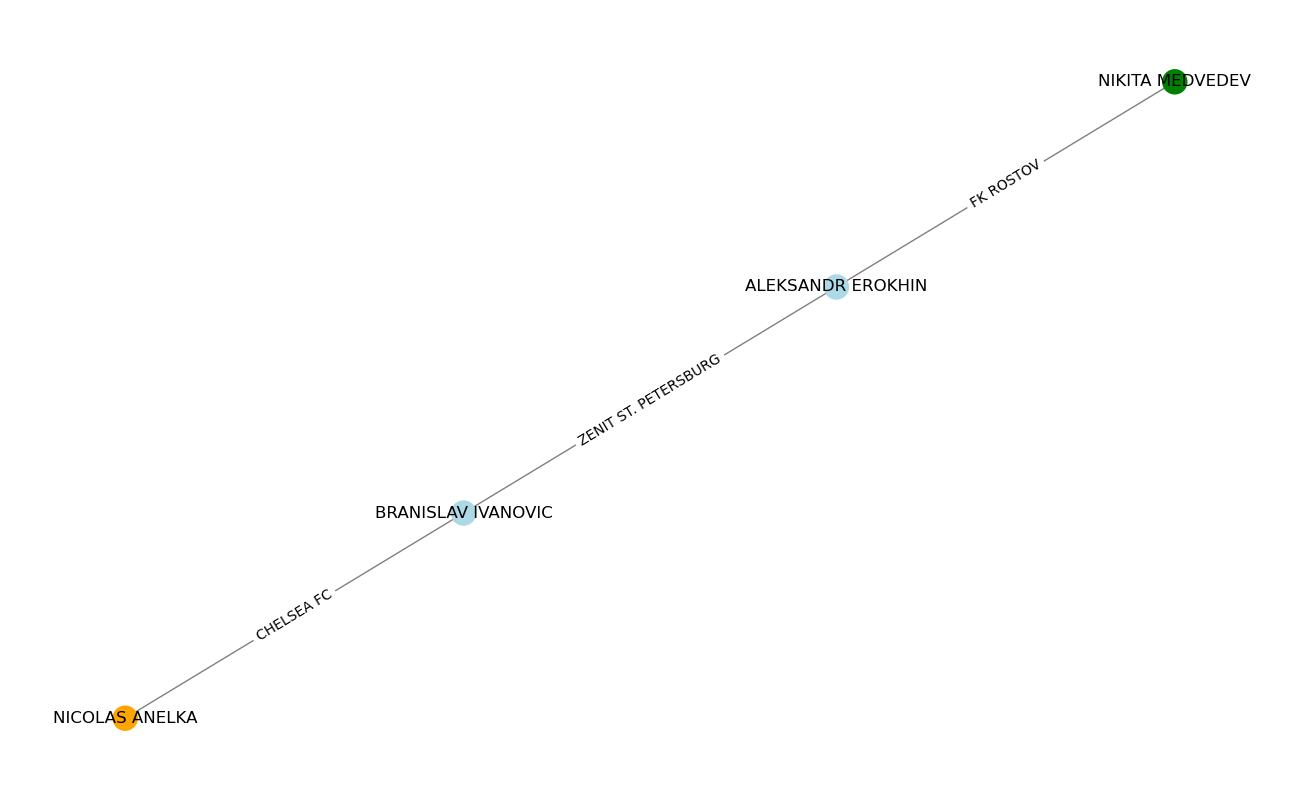 NIKITA MEDVEDEV
FK ROSTOV
ALEKSANDR EROKHIN
ZENIT ST. PETERSBURG
BRANISLAV IVANOVIC
CHELSEA FC
NICOLAS ANELKA